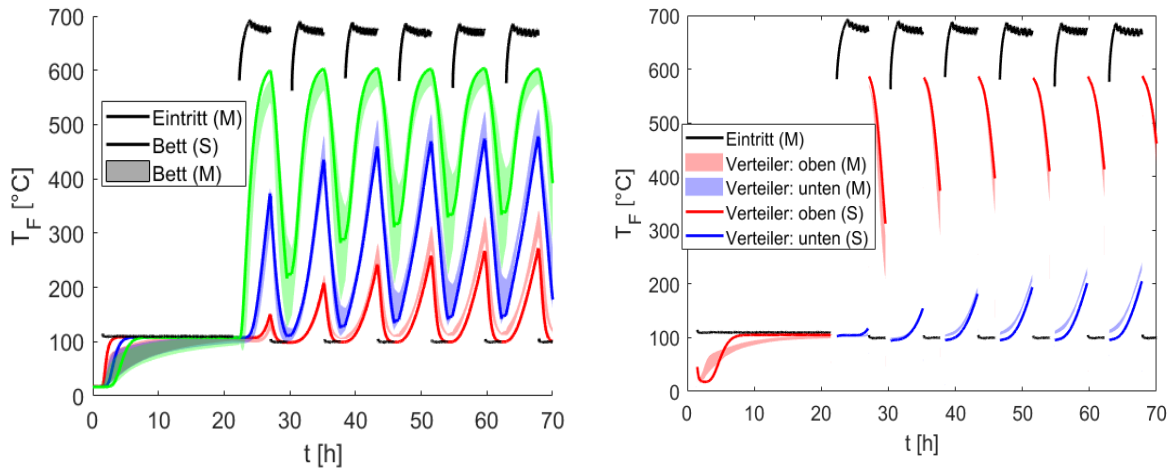 700
600
500
400
300
200
100
0
T_F [°C]
Eintritt (M)
Bett (S)
Bett (M)
0 10 20 30 40 50 60 70
t [h]
700
600
500
400
300
200
100
0
T_F [°C]
Eintritt (M)
Verteiler: oben (M)
Verteiler: unten (M)
Verteiler: oben (S)
Verteiler: unten (S)
0 10 20 30 40 50 60 70
t [h]